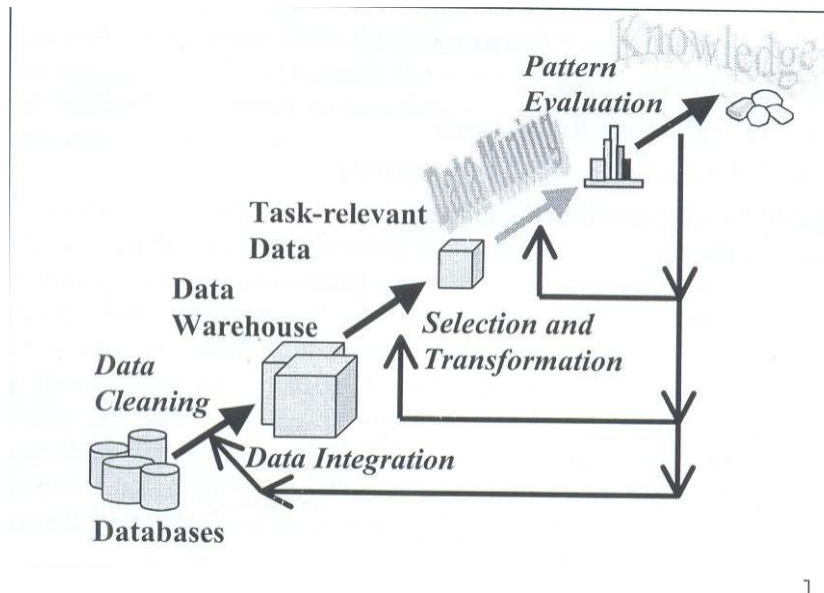 Knowledge
Pattern
Evaluation
Data Mining
Task-relevant
Data
Data
Warehouse
Selection and
Transformation
Data
Cleaning
Data Integration
Databases
1